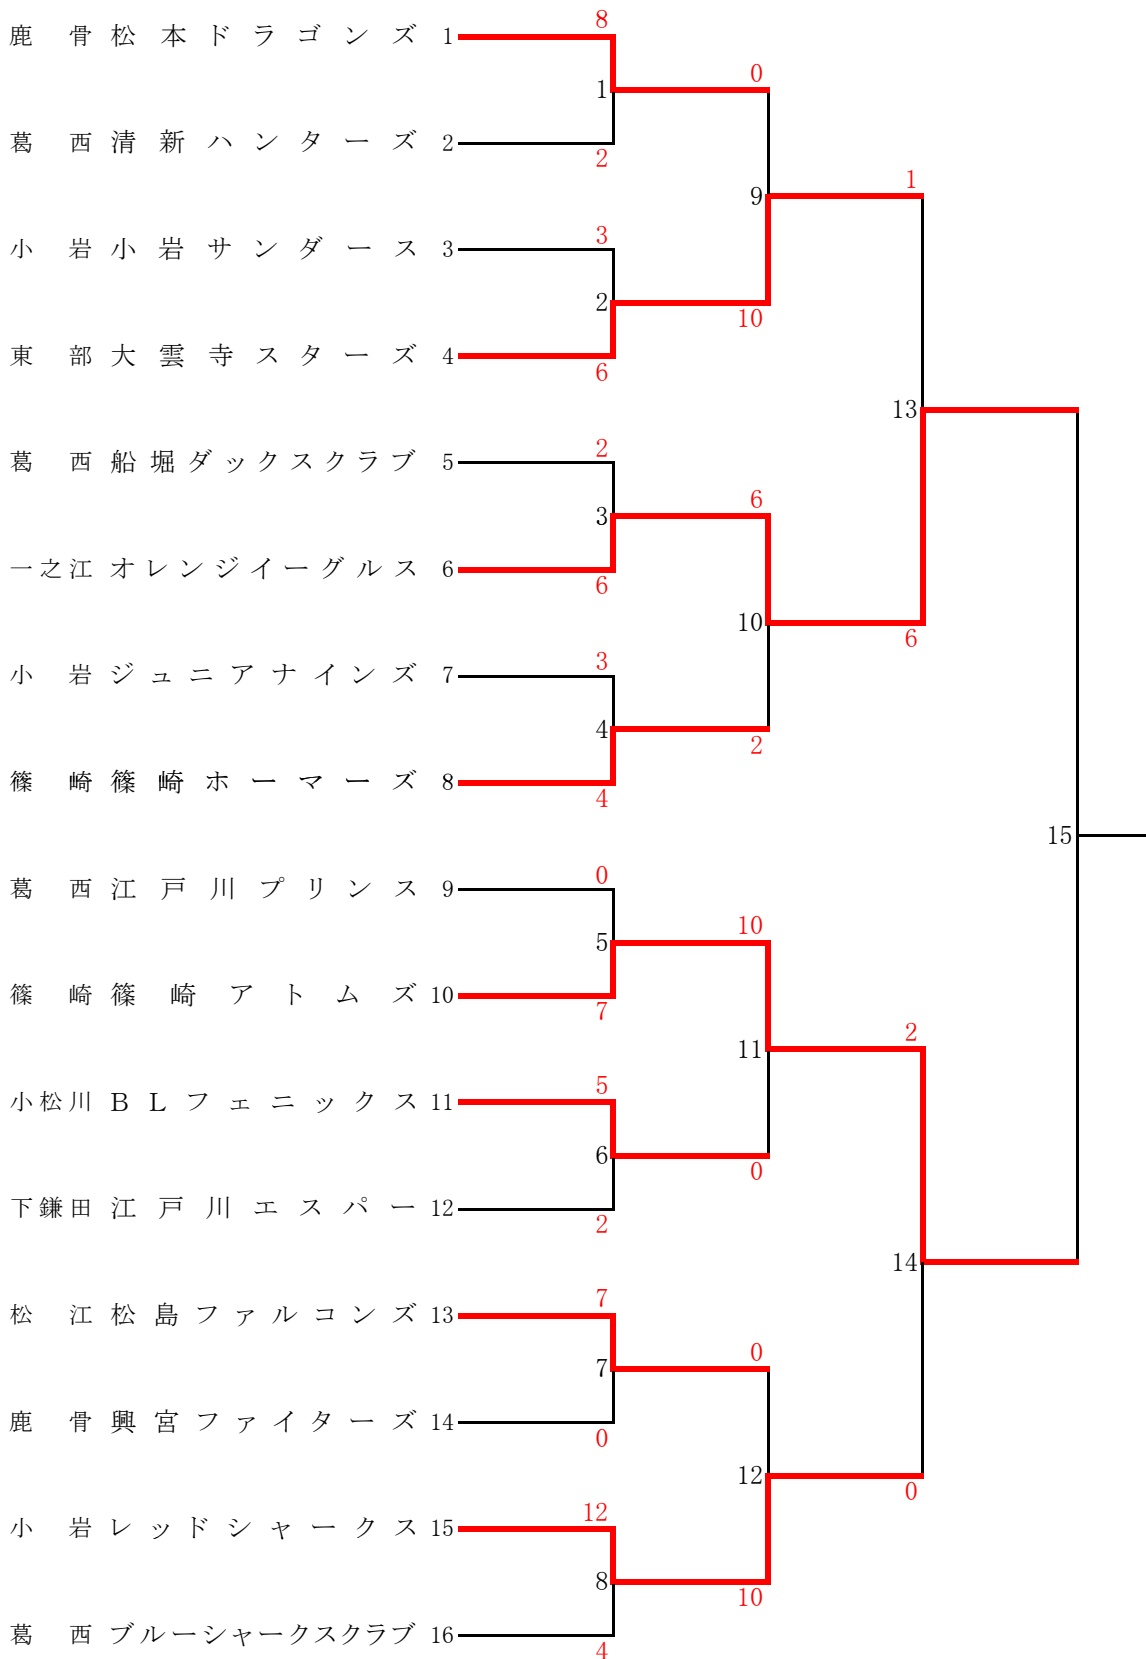 8
鹿骨 松本ドラゴンズ 1
0
1
葛西 清新ハンターズ 2
2
1
9
3
小岩 小岩サンダース 3
2
10
東部 大雲寺スターズ 4
6
13
2
葛西 船堀ダックスクラブ 5
6
3
一之江 オレンジイーグルス 6
6
10
6
3
小岩 ジュニアナインズ 7
4
2
篠崎 篠崎ホーマーズ 8
4
15
0
葛西 江戸川プリンス 9
10
5
篠崎 篠崎アトムズ 10
7
2
11
5
小松川 BLフェニックス 11
6
0
下鎌田 江戸川エスパー 12
2
14
7
松江 松島ファルコンズ 13
0
7
鹿骨 興宮ファイターズ 14
0
12
0
12
小岩 レッドシャークス 15
8
10
葛西 ブルーシャークスクラブ 16
4